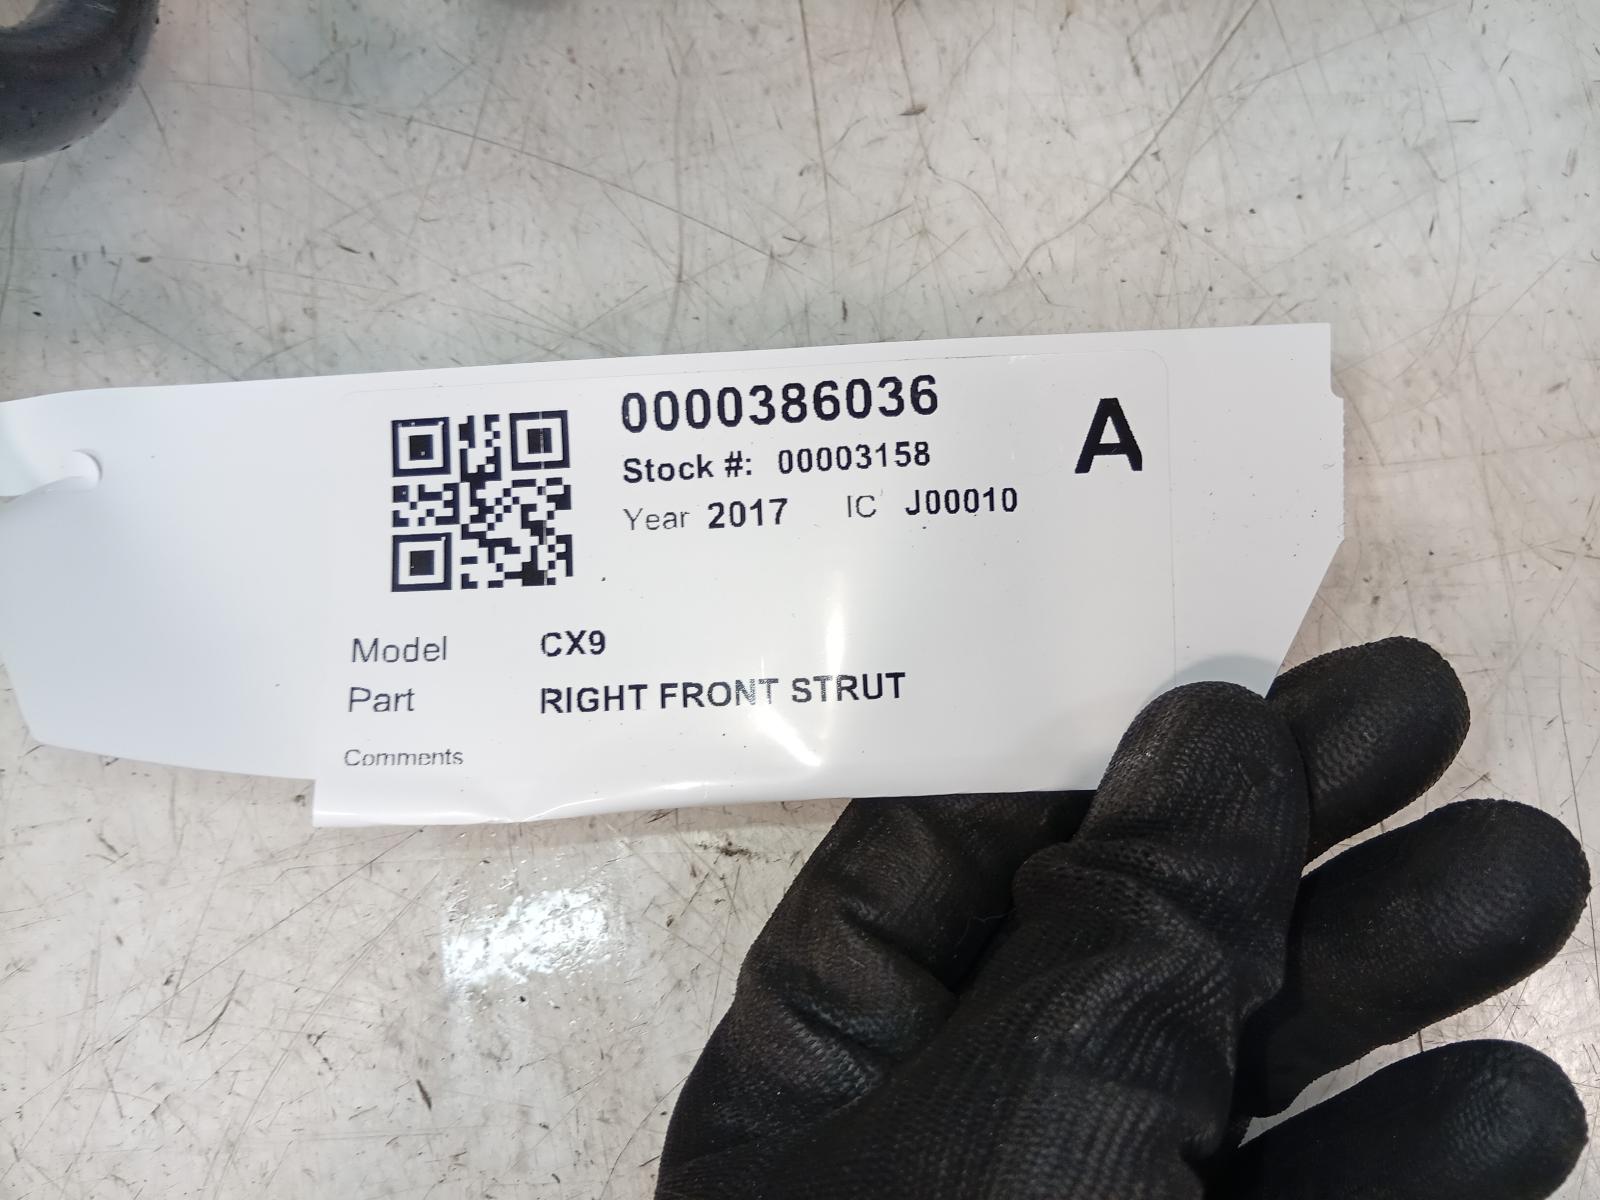 0000386036
A
Stock #: 00003158
Year 2017 IC J00010
Model CX9
Part RIGHT FRONT STRUT
Comments